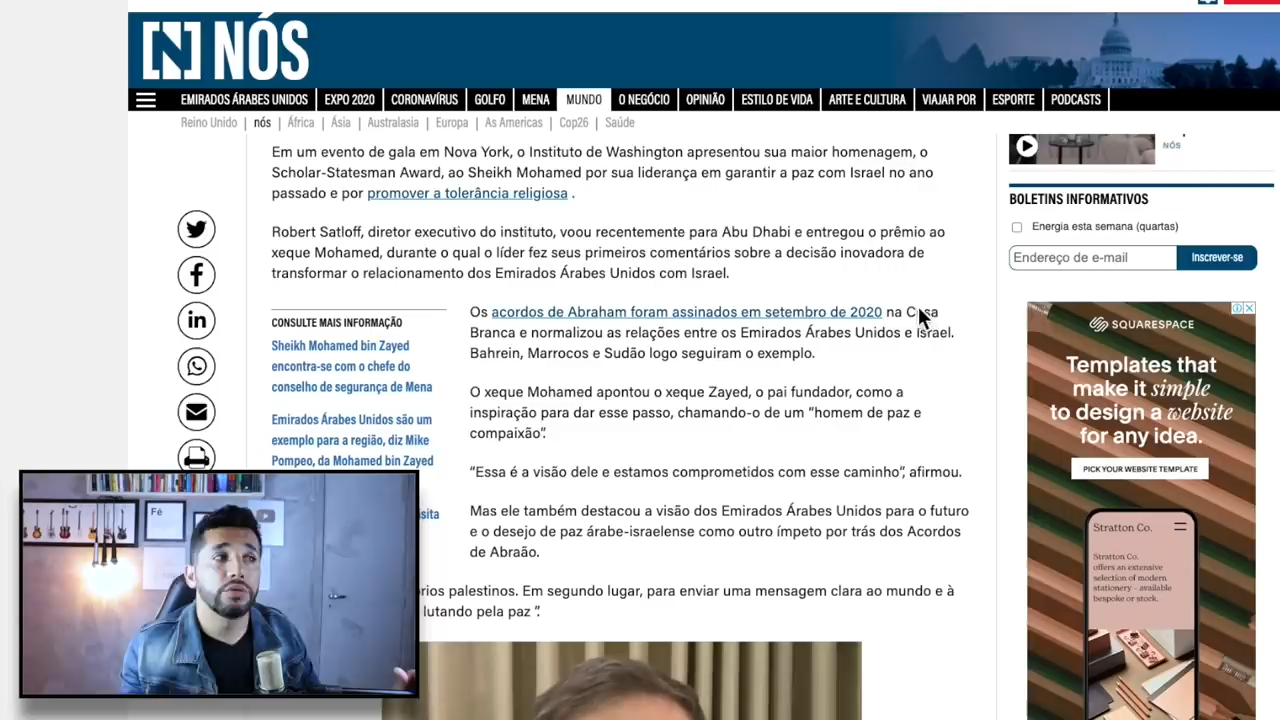 N NÓS
EMIRADOS ÁRABES UNIDOS EXPO 2020 CORONAVÍRUS GOLFO MENA MUNDO O NEGÓCIO OPINIÃO ESTILO DE VIDA ARTE E CULTURA VIAJAR POR ESPORTE PODCASTS
Reino Unido | nós | África | Ásia | Australasia | Europa | As Americas | Cop26 | Saúde
Em um evento de gala em Nova York, o Instituto de Washington apresentou sua maior homenagem, o
Scholar-Statesman Award, ao Sheikh Mohamed por sua liderança em garantir a paz com Israel no ano
passado e por promover a tolerância religiosa .
Robert Satloff, diretor executivo do instituto, voou recentemente para Abu Dhabi e entregou o prêmio ao
xeque Mohamed, durante o qual o líder fez seus primeiros comentários sobre a decisão inovadora de
transformar o relacionamento dos Emirados Árabes Unidos com Israel.
CONSULTE MAIS INFORMAÇÃO
Sheikh Mohamed bin Zayed
encontra-se com o chefe do
conselho de segurança de Mena
Emirados Árabes Unidos são um
exemplo para a região, diz Mike
Pompeo, da Mohamed bin Zayed
sita
Os acordos de Abraham foram assinados em setembro de 2020 na Casa
Branca e normalizou as relações entre os Emirados Árabes Unidos e Israel.
Bahrein, Marrocos e Sudão logo seguiram o exemplo.
O xeque Mohamed apontou o xeque Zayed, o pai fundador, como a
inspiração para dar esse passo, chamando-o de um “homem de paz e
compaixão”.
“Essa é a visão dele e estamos comprometidos com esse caminho”, afirmou.
Mas ele também destacou a visão dos Emirados Árabes Unidos para o futuro
e o desejo de paz árabe-israelense como outro ímpeto por trás dos Acordos
de Abraão.
rios palestinos. Em segundo lugar, para enviar uma mensagem clara ao mundo e à
lutando pela paz ”.
NÓS
BOLETINS INFORMATIVOS
Energia esta semana (quartas)
Endereço de e-mail Inscrever-se
SQUARESPACE
Templates that
make it simple
to design a website
for any idea.
PICK YOUR WEBSITE TEMPLATE
Stratton Co.
Stratton Co.
offers an extensive
selection of modern
stationery - available
bespoke or stock.
Fé